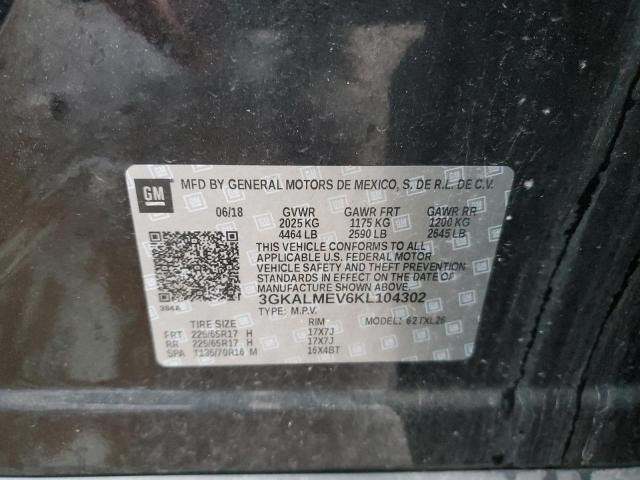 GM
MFD BY GENERAL MOTORS DE MEXICO, S. DE R.L. DE C.V.
06/18 GVWR GAWR FRT GAWR RR
2025 KG 1175 KG 1200 KG
4464 LB 2590 LB 2645 LB
THIS VEHICLE CONFORMS TO ALL
APPLICABLE U.S. FEDERAL MOTOR
VEHICLE SAFETY AND THEFT PREVENTION
STANDARDS IN EFFECT ON THE DATE OF
MANUFACTURE SHOWN ABOVE.
3GKALMEV6KL104302
TYPE: M.P.V. MODEL: 62TXL26
TIRE SIZE RIM
FRT 225/65R17 H 17X7J
RR 225/65R17 H 17X7J
SPA T135/70R16 M 16X4BT